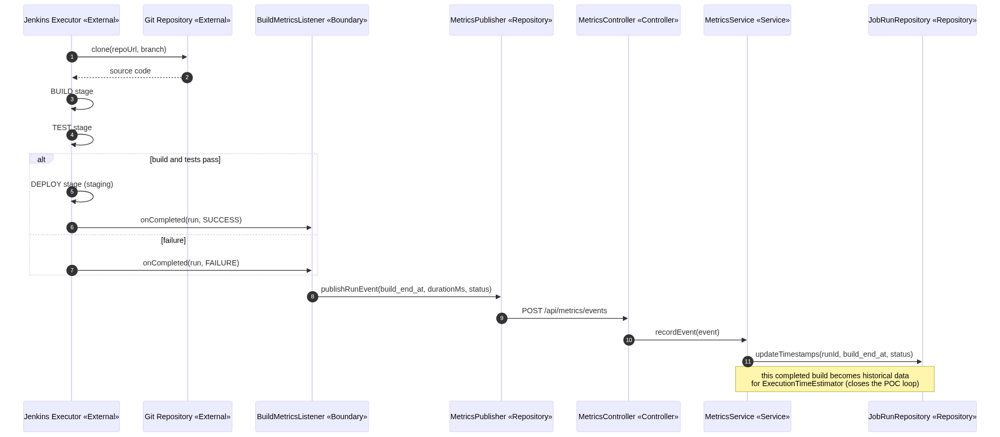 Jenkins Executor «External»
Git Repository «External»
BuildMetricsListener «Boundary»
MetricsPublisher «Repository»
MetricsController «Controller»
MetricsService «Service»
JobRunRepository «Repository»
clone(repoUrl, branch)
1
source code
2
BUILD stage
3
TEST stage
4
alt
[build and tests pass]
DEPLOY stage (staging)
5
onCompleted(run, SUCCESS)
6
[failure]
onCompleted(run, FAILURE)
7
publishRunEvent(build_end_at, durationMs, status)
8
POST /api/metrics/events
9
recordEvent(event)
10
updateTimestamps(runId, build_end_at, status)
11
this completed build becomes historical data
for ExecutionTimeEstimator (closes the POC loop)
Jenkins Executor «External»
Git Repository «External»
BuildMetricsListener «Boundary»
MetricsPublisher «Repository»
MetricsController «Controller»
MetricsService «Service»
JobRunRepository «Repository»